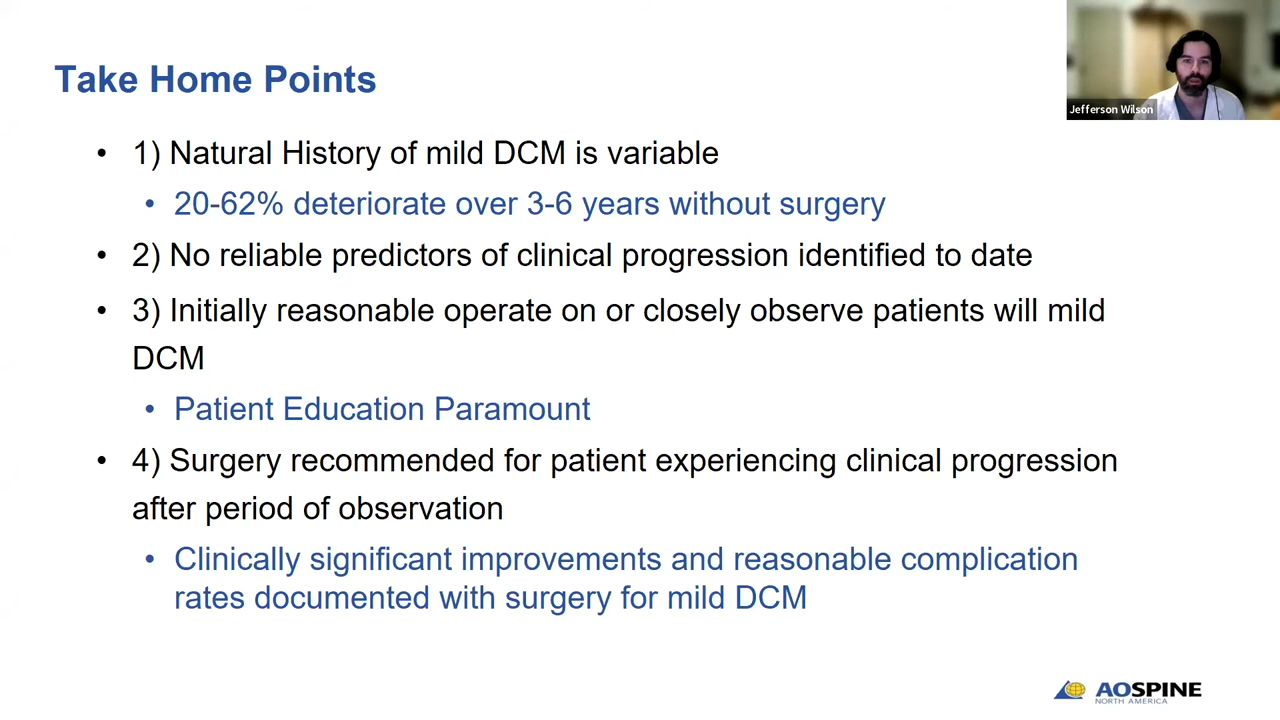 Take Home Points
Jefferson Wilson
• 1) Natural History of mild DCM is variable
• 20-62% deteriorate over 3-6 years without surgery
• 2) No reliable predictors of clinical progression identified to date
• 3) Initially reasonable operate on or closely observe patients will mild
DCM
• Patient Education Paramount
• 4) Surgery recommended for patient experiencing clinical progression
after period of observation
• Clinically significant improvements and reasonable complication
rates documented with surgery for mild DCM
AOSPINE
NORTH AMERICA